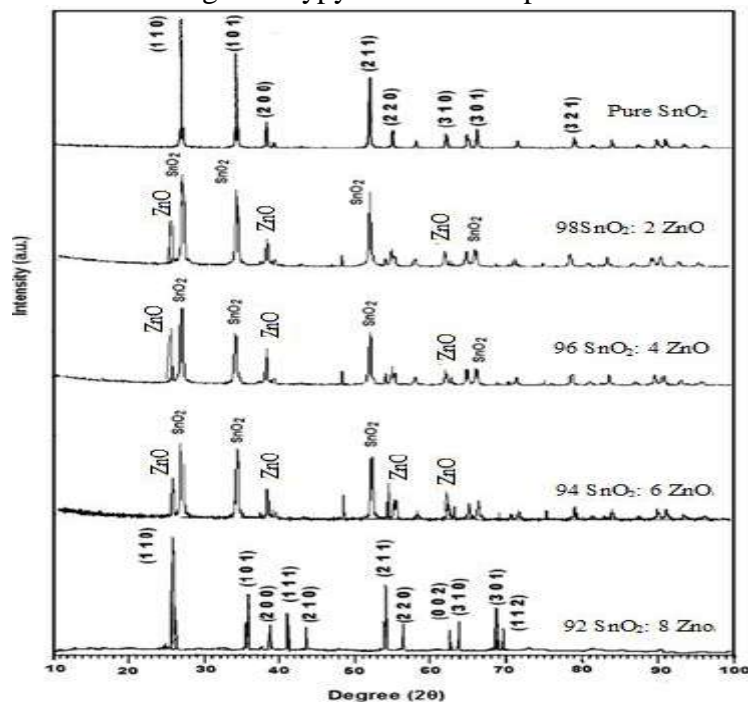 (110)
(101)
(200)
(211)
(220)
(310)
(301)
(321)
Pure SnO2
ZnO
SnO2
SnO2
ZnO
SnO2
ZnO
SnO2
98SnO2: 2 ZnO
ZnO
SnO2
SnO2
ZnO
SnO2
ZnO
SnO2
96 SnO2: 4 ZnO
ZnO
SnO2
SnO2
ZnO
SnO2
ZnO
ZnO
94 SnO2: 6 ZnO
(110)
(101)
(200)
(111)
(210)
(211)
(220)
(002)
(310)
(301)
(112)
92 SnO2: 8 Zno
Intensity (a.u.)
10 20 30 40 50 60 70 80 90 100
Degree (2θ)